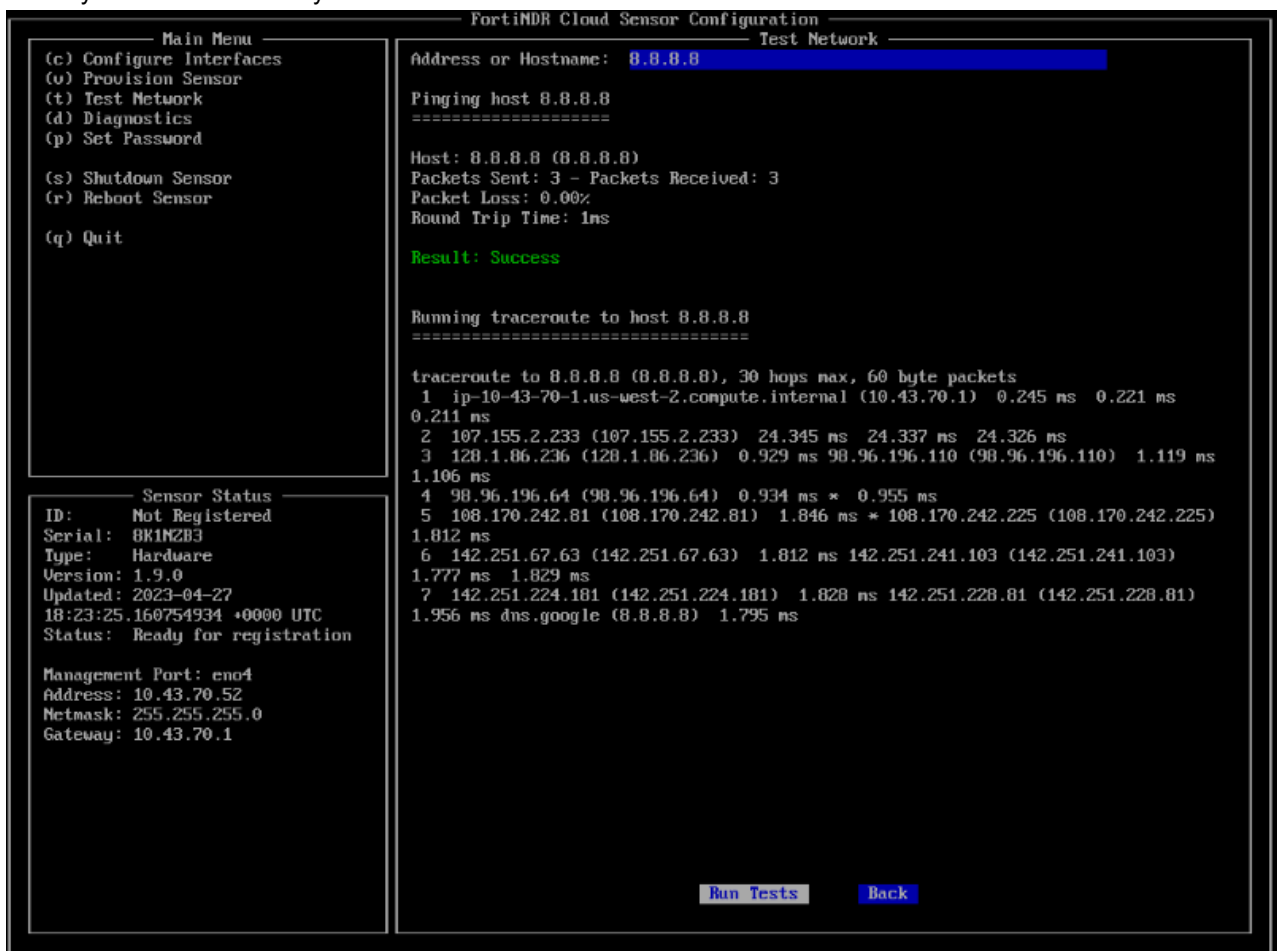 FortiNDR Cloud Sensor Configuration
Main Menu
(c) Configure Interfaces
(v) Provision Sensor
(t) Test Network
(d) Diagnostics
(p) Set Password
(s) Shutdown Sensor
(r) Reboot Sensor
(q) Quit
Sensor Status
ID: Not Registered
Serial: 8K1NZB3
Type: Hardware
Version: 1.9.0
Updated: 2023-04-27
18:23:25.160754934 +0000 UTC
Status: Ready for registration
Management Port: eno4
Address: 10.43.70.52
Netmask: 255.255.255.0
Gateway: 10.43.70.1
Test Network
Address or Hostname: 8.8.8.8
Pinging host 8.8.8.8
====================
Host: 8.8.8.8 (8.8.8.8)
Packets Sent: 3 - Packets Received: 3
Packet Loss: 0.00%
Round Trip Time: 1ms
Result: Success
Running traceroute to host 8.8.8.8
==================================
traceroute to 8.8.8.8 (8.8.8.8), 30 hops max, 60 byte packets
1 ip-10-43-70-1.us-west-2.compute.internal (10.43.70.1) 0.245 ms 0.221 ms
0.211 ms
2 107.155.2.233 (107.155.2.233) 24.345 ms 24.337 ms 24.326 ms
3 128.1.86.236 (128.1.86.236) 0.929 ms 98.96.196.110 (98.96.196.110) 1.119 ms
1.106 ms
4 98.96.196.64 (98.96.196.64) 0.934 ms * 0.955 ms
5 108.170.242.81 (108.170.242.81) 1.846 ms * 108.170.242.225 (108.170.242.225)
1.812 ms
6 142.251.67.63 (142.251.67.63) 1.812 ms 142.251.241.103 (142.251.241.103)
1.777 ms 1.829 ms
7 142.251.224.181 (142.251.224.181) 1.828 ms 142.251.228.81 (142.251.228.81)
1.956 ms dns.google (8.8.8.8) 1.795 ms
Run Tests Back